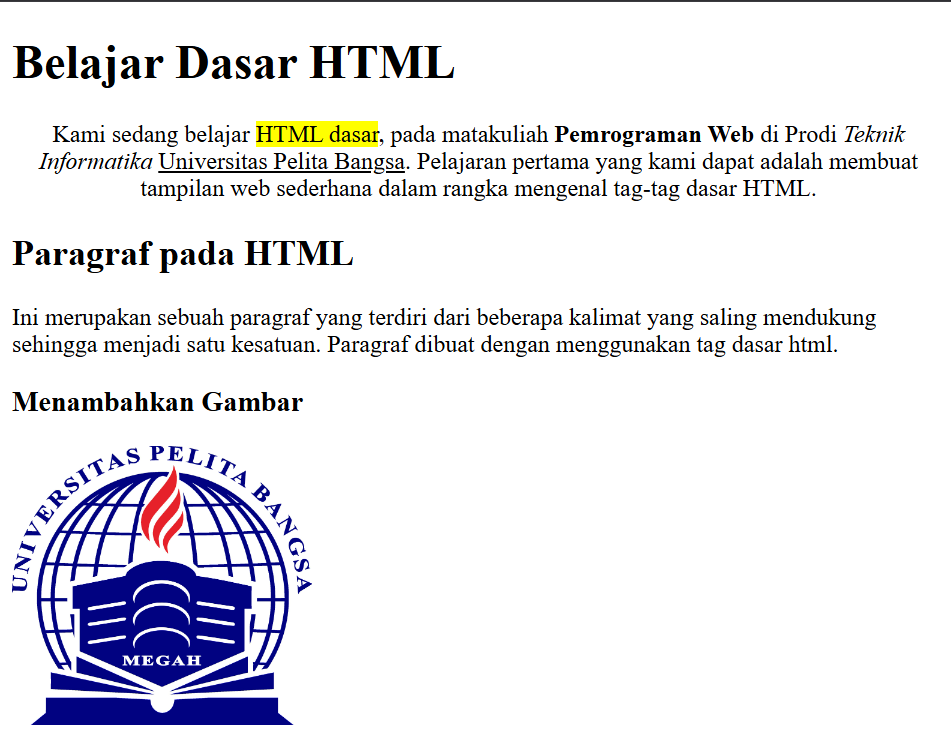 Belajar Dasar HTML
Kami sedang belajar HTML dasar, pada matakuliah Pemrograman Web di Prodi Teknik
Informatika Universitas Pelita Bangsa. Pelajaran pertama yang kami dapat adalah membuat
tampilan web sederhana dalam rangka mengenal tag-tag dasar HTML.
Paragraf pada HTML
Ini merupakan sebuah paragraf yang terdiri dari beberapa kalimat yang saling mendukung
sehingga menjadi satu kesatuan. Paragraf dibuat dengan menggunakan tag dasar html.
Menambahkan Gambar
UNIVERSITAS PELITA BANGSA
MEGAH